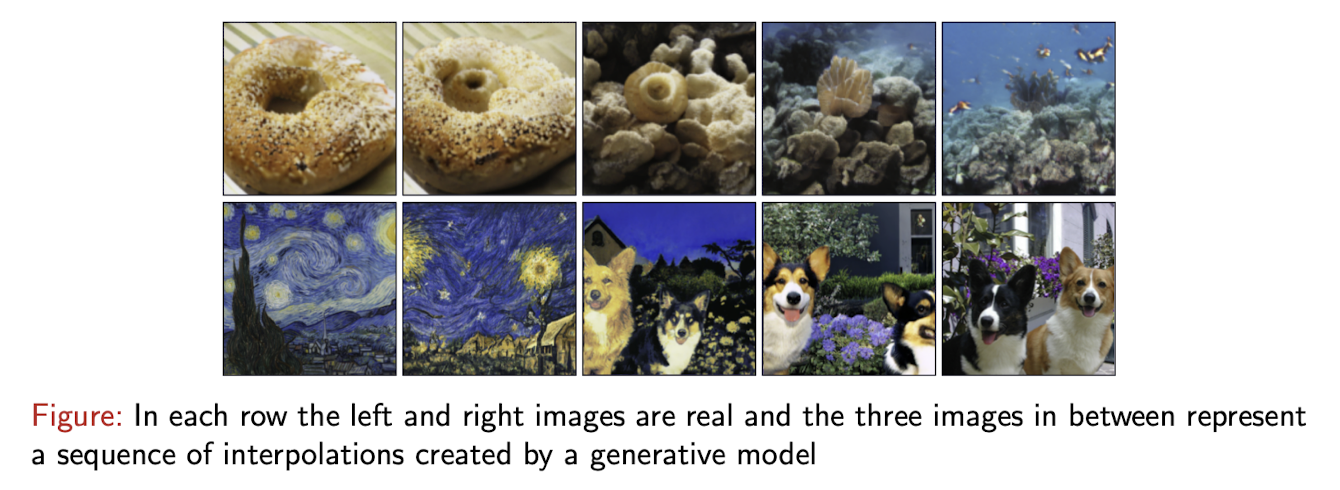 Figure: In each row the left and right images are real and the three images in between represent
a sequence of interpolations created by a generative model